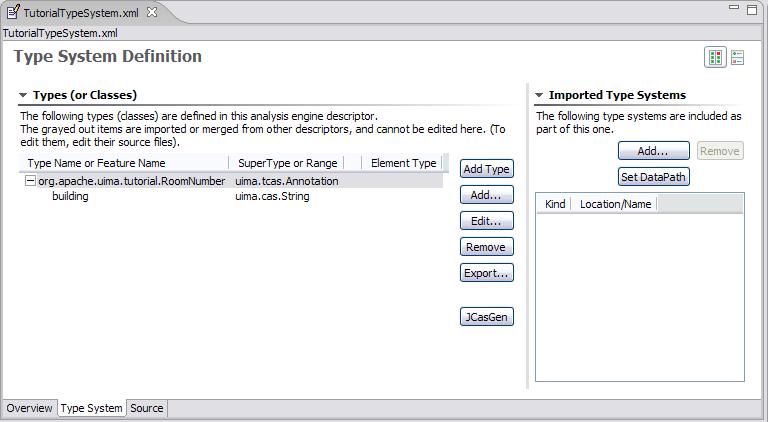 TutorialTypeSystem.xml
TutorialTypeSystem.xml
Type System Definition
Types (or Classes)
The following types (classes) are defined in this analysis engine descriptor.
The grayed out items are imported or merged from other descriptors, and cannot be edited here. (To
edit them, edit their source files).
Type Name or Feature Name SuperType or Range Element Type
org.apache.uima.tutorial.RoomNumber uima.tcas.Annotation
building uima.cas.String
Add Type
Add...
Edit...
Remove
Export...
JCasGen
Imported Type Systems
The following type systems are included as
part of this one.
Add... Remove
Set DataPath
Kind Location/Name
Overview Type System Source